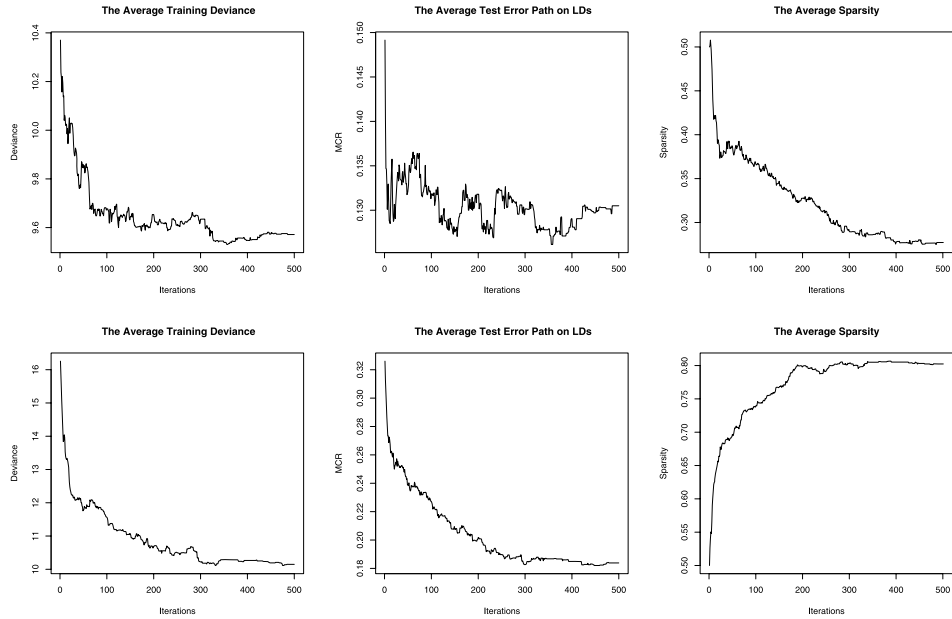 The Average Training Deviance
Deviance
10.4
10.2
10.0
9.8
9.6
0 100 200 300 400 500
Iterations
The Average Test Error Path on LDs
MCR
0.150
0.145
0.140
0.135
0.130
0 100 200 300 400 500
Iterations
The Average Sparsity
Sparsity
0.50
0.45
0.40
0.35
0.30
0 100 200 300 400 500
Iterations
The Average Training Deviance
Deviance
16
15
14
13
12
11
10
0 100 200 300 400 500
Iterations
The Average Test Error Path on LDs
MCR
0.32
0.30
0.28
0.26
0.24
0.22
0.20
0.18
0 100 200 300 400 500
Iterations
The Average Sparsity
Sparsity
0.80
0.75
0.70
0.65
0.60
0.55
0.50
0 100 200 300 400 500
Iterations